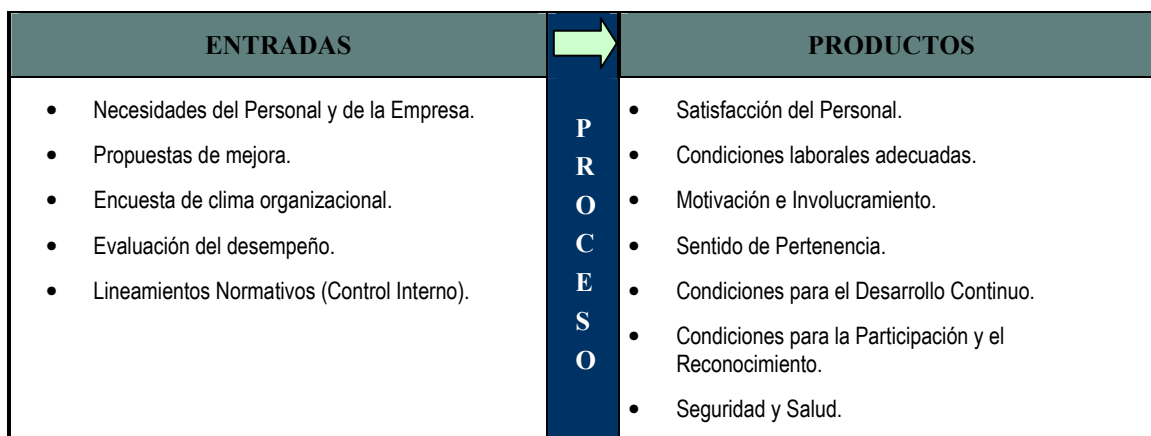 ENTRADAS
PRODUCTOS
• Necesidades del Personal y de la Empresa.
• Propuestas de mejora.
• Encuesta de clima organizacional.
• Evaluación del desempeño.
• Lineamientos Normativos (Control Interno).
P
R
O
C
E
S
O
• Satisfacción del Personal.
• Condiciones laborales adecuadas.
• Motivación e Involucramiento.
• Sentido de Pertenencia.
• Condiciones para el Desarrollo Continuo.
• Condiciones para la Participación y el
Reconocimiento.
• Seguridad y Salud.